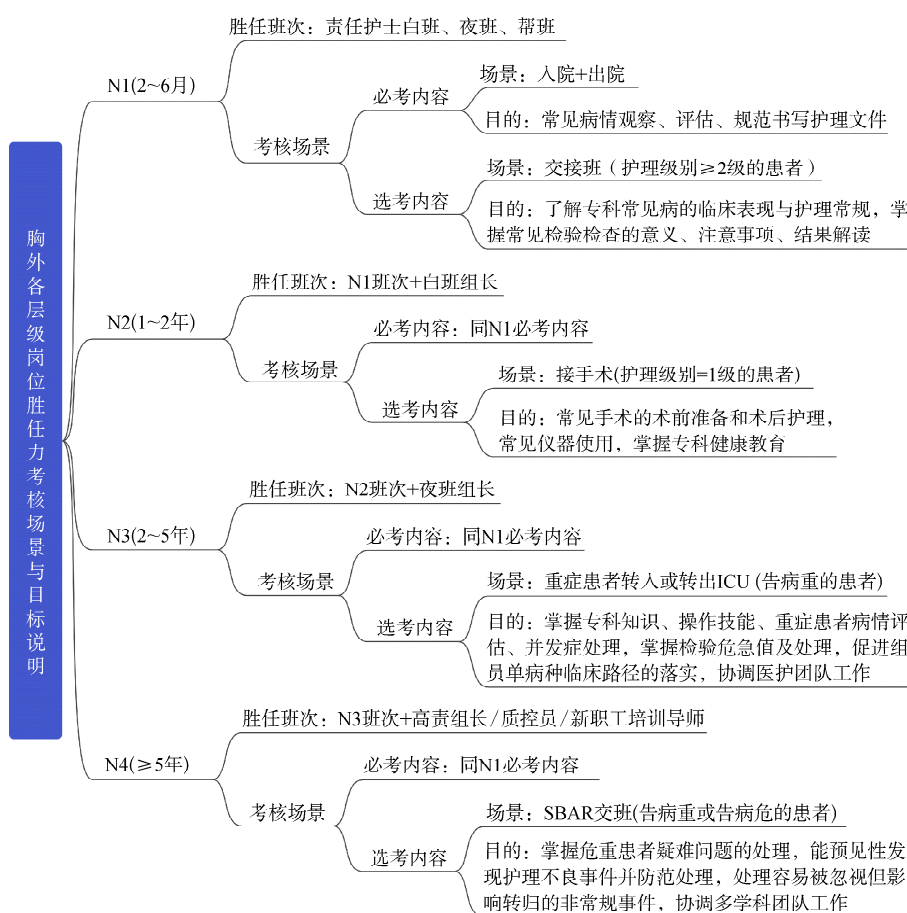 胸外各层级岗位胜任力考核场景与目标说明
N1(2~6月)
胜任班次：责任护士白班、夜班、帮班
考核场景
必考内容
场景：入院+出院
目的：常见病情观察、评估、规范书写护理文件
选考内容
场景：交接班（护理级别≥2级的患者）
目的：了解专科常见病的临床表现与护理常规，掌
握常见检验检查的意义、注意事项、结果解读
N2(1~2年)
胜任班次：N1班次+白班组长
考核场景
必考内容：同N1必考内容
选考内容
场景：接手术(护理级别=1级的患者)
目的：常见手术的术前准备和术后护理，
常见仪器使用，掌握专科健康教育
N3(2~5年)
胜任班次：N2班次+夜班组长
考核场景
必考内容：同N1必考内容
选考内容
场景：重症患者转入或转出ICU (告病重的患者)
目的：掌握专科知识、操作技能、重症患者病情评
估、并发症处理，掌握检验危急值及处理，促进组
员单病种临床路径的落实，协调医护团队工作
N4(≥5年)
胜任班次：N3班次+高责组长/质控员/新职工培训导师
考核场景
必考内容：同N1必考内容
选考内容
场景：SBAR交班(告病重或告病危的患者)
目的：掌握危重患者疑难问题的处理，能预见性发
现护理不良事件并防范处理，处理容易被忽视但影
响转归的非常规事件，协调多学科团队工作